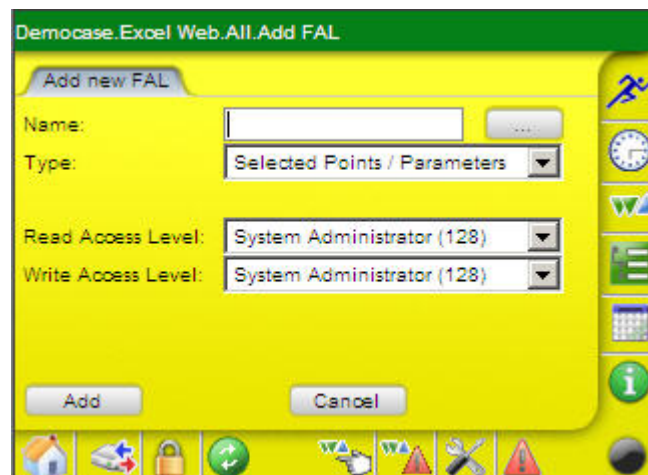 Democase.Excel Web.All.Add FAL
Add new FAL
Name:
...
Type:
Selected Points / Parameters
Read Access Level:
System Administrator (128)
Write Access Level:
System Administrator (128)
Add
Cancel